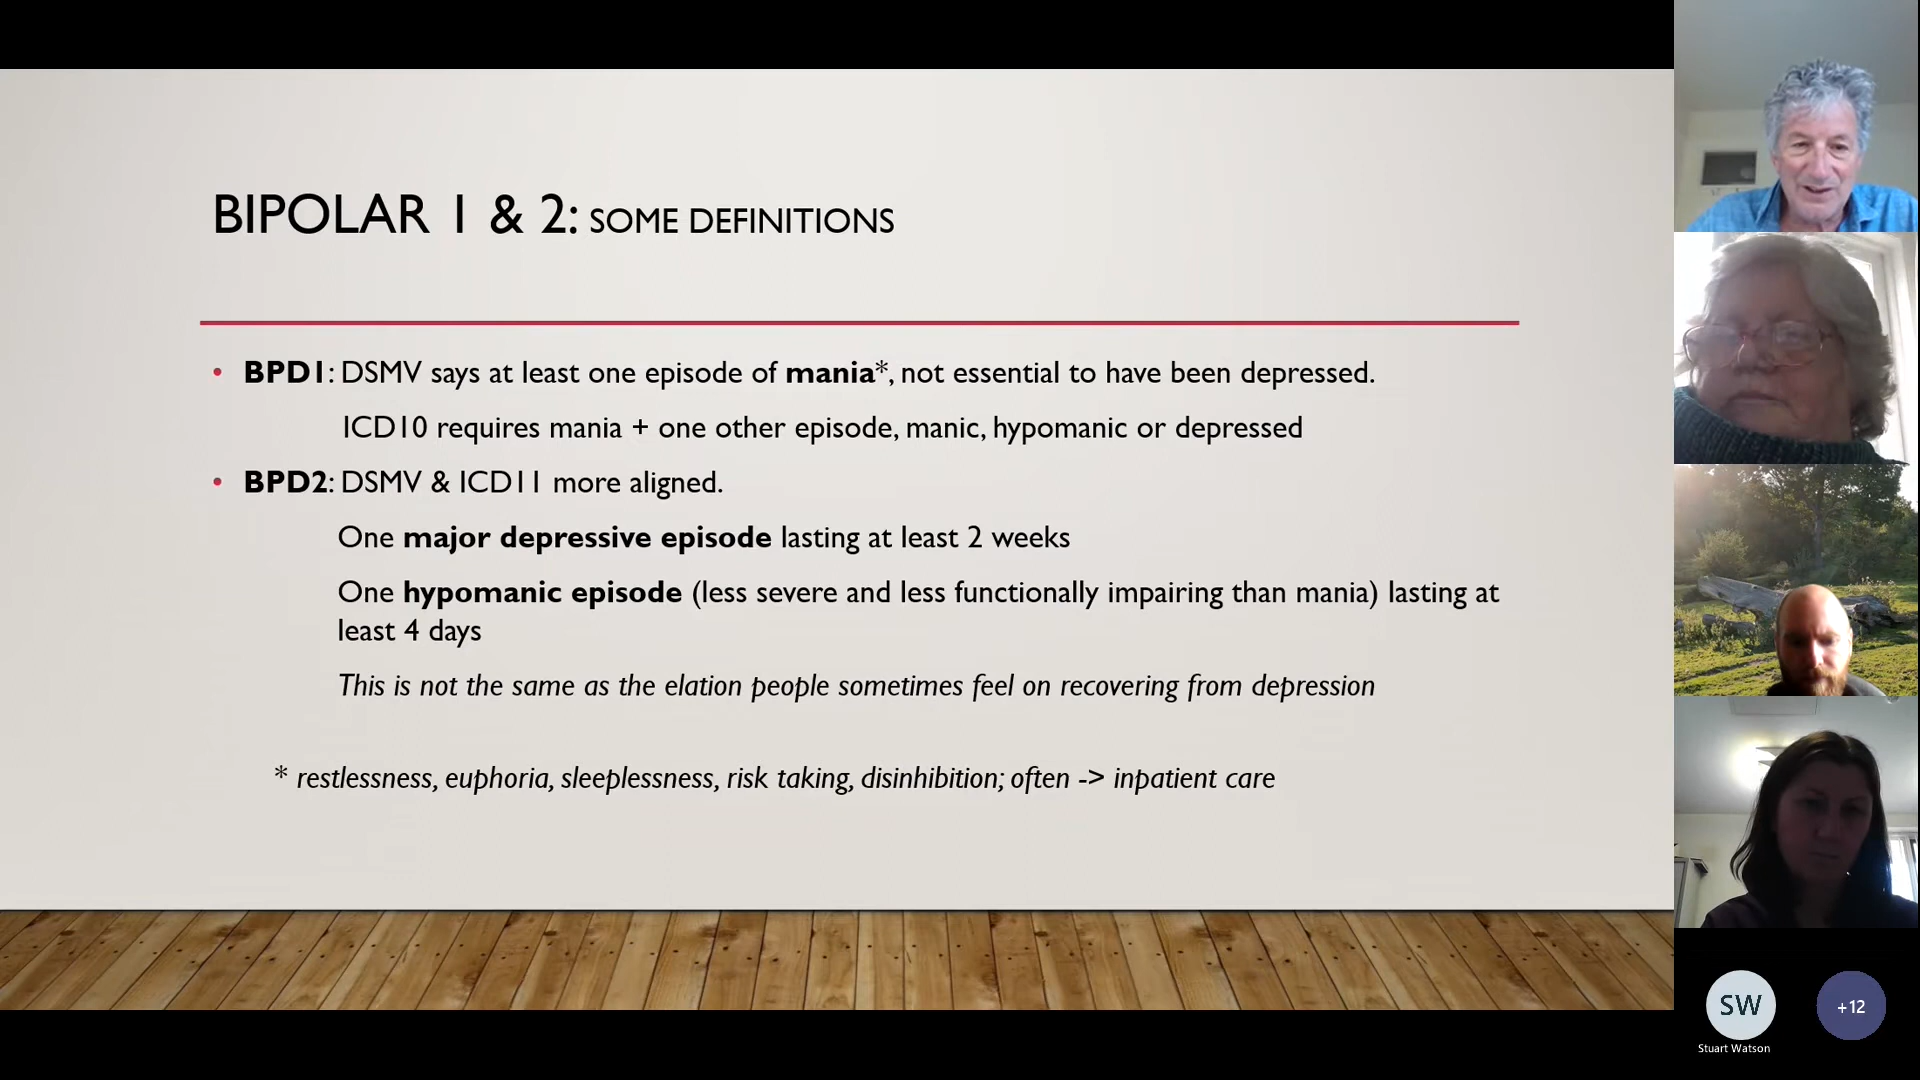 BIPOLAR 1 & 2: SOME DEFINITIONS
• BPD1: DSMV says at least one episode of mania*, not essential to have been depressed.
ICD10 requires mania + one other episode, manic, hypomanic or depressed
• BPD2: DSMV & ICD11 more aligned.
One major depressive episode lasting at least 2 weeks
One hypomanic episode (less severe and less functionally impairing than mania) lasting at
least 4 days
This is not the same as the elation people sometimes feel on recovering from depression
* restlessness, euphoria, sleeplessness, risk taking, disinhibition; often -> inpatient care
SW
+12
Stuart Watson